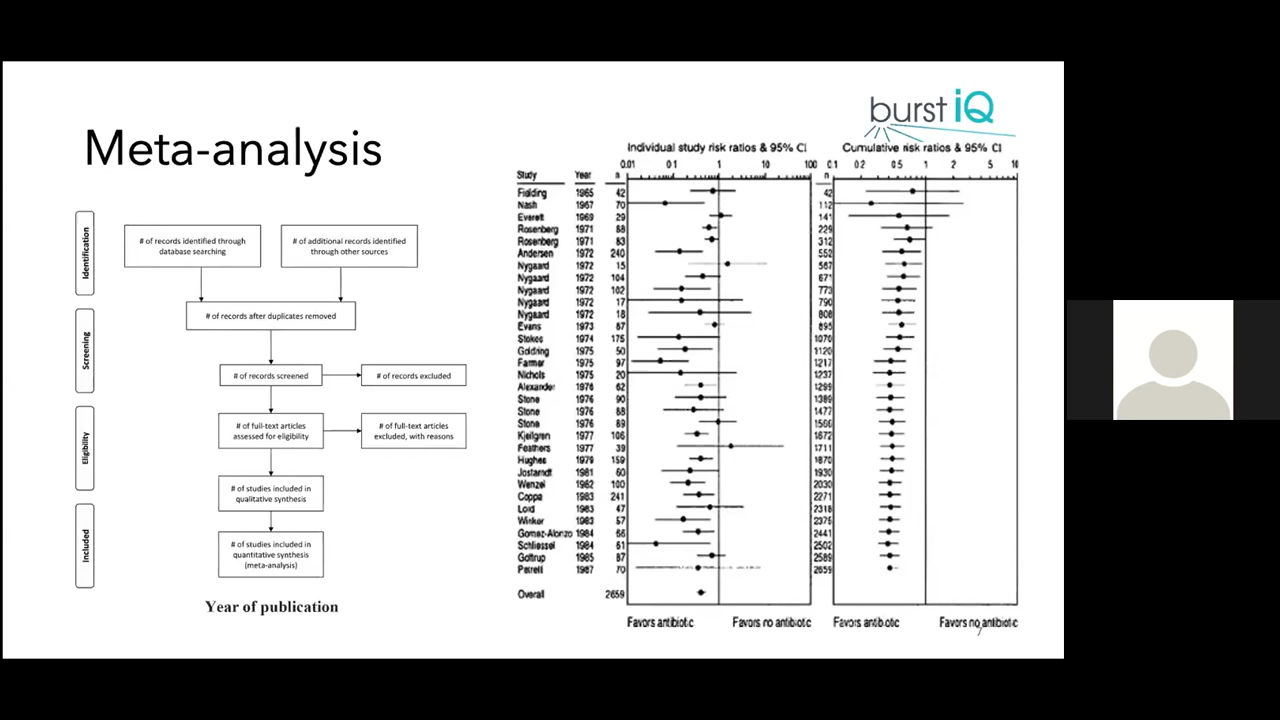 burst iQ
Meta-analysis
Identification
# of records identified through
database searching
# of additional records identified
through other sources
# of records after duplicates removed
Screening
# of records screened
# of records excluded
Eligibility
# of full-text articles
assessed for eligibility
# of full-text articles
excluded, with reasons
# of studies included in
qualitative synthesis
Included
# of studies included in
quantitative synthesis
(meta-analysis)
Year of publication
Individual study risk ratios & 95% CI
Cumulative risk ratios & 95% CI
0.01 0 1 1 10 100
0.1 0 2 0.5 1 2 5 10
Study Year n n
Fielding 1965 42 42
Nash 1967 70 112
Everett 1969 29 141
Rosenberg 1971 88 229
Rosenberg 1971 83 312
Andersen 1972 240 552
Nygaard 1972 15 567
Nygaard 1972 104 671
Nygaard 1972 102 773
Nygaard 1972 17 790
Nygaard 1972 18 808
Evans 1973 87 895
Stokes 1974 175 1070
Goldring 1975 50 1120
Farmer 1975 97 1217
Nichols 1975 20 1237
Alexander 1976 62 1299
Stone 1976 90 1389
Stone 1976 88 1477
Stone 1976 89 1566
Kjellgren 1977 106 1672
Feathers 1977 39 1711
Hughes 1979 159 1870
Jostarndt 1981 60 1930
Wenzel 1982 100 2030
Coppa 1983 241 2271
Lord 1983 47 2318
Winker 1983 57 2375
Gomez-Alonzo 1984 66 2441
Schliessel 1984 61 2502
Gottrup 1985 87 2589
1987 70 2659
Overall 2659
Favors antibiotic Favors no antibiotic
Favors antibiotic Favors no antibiotic
7